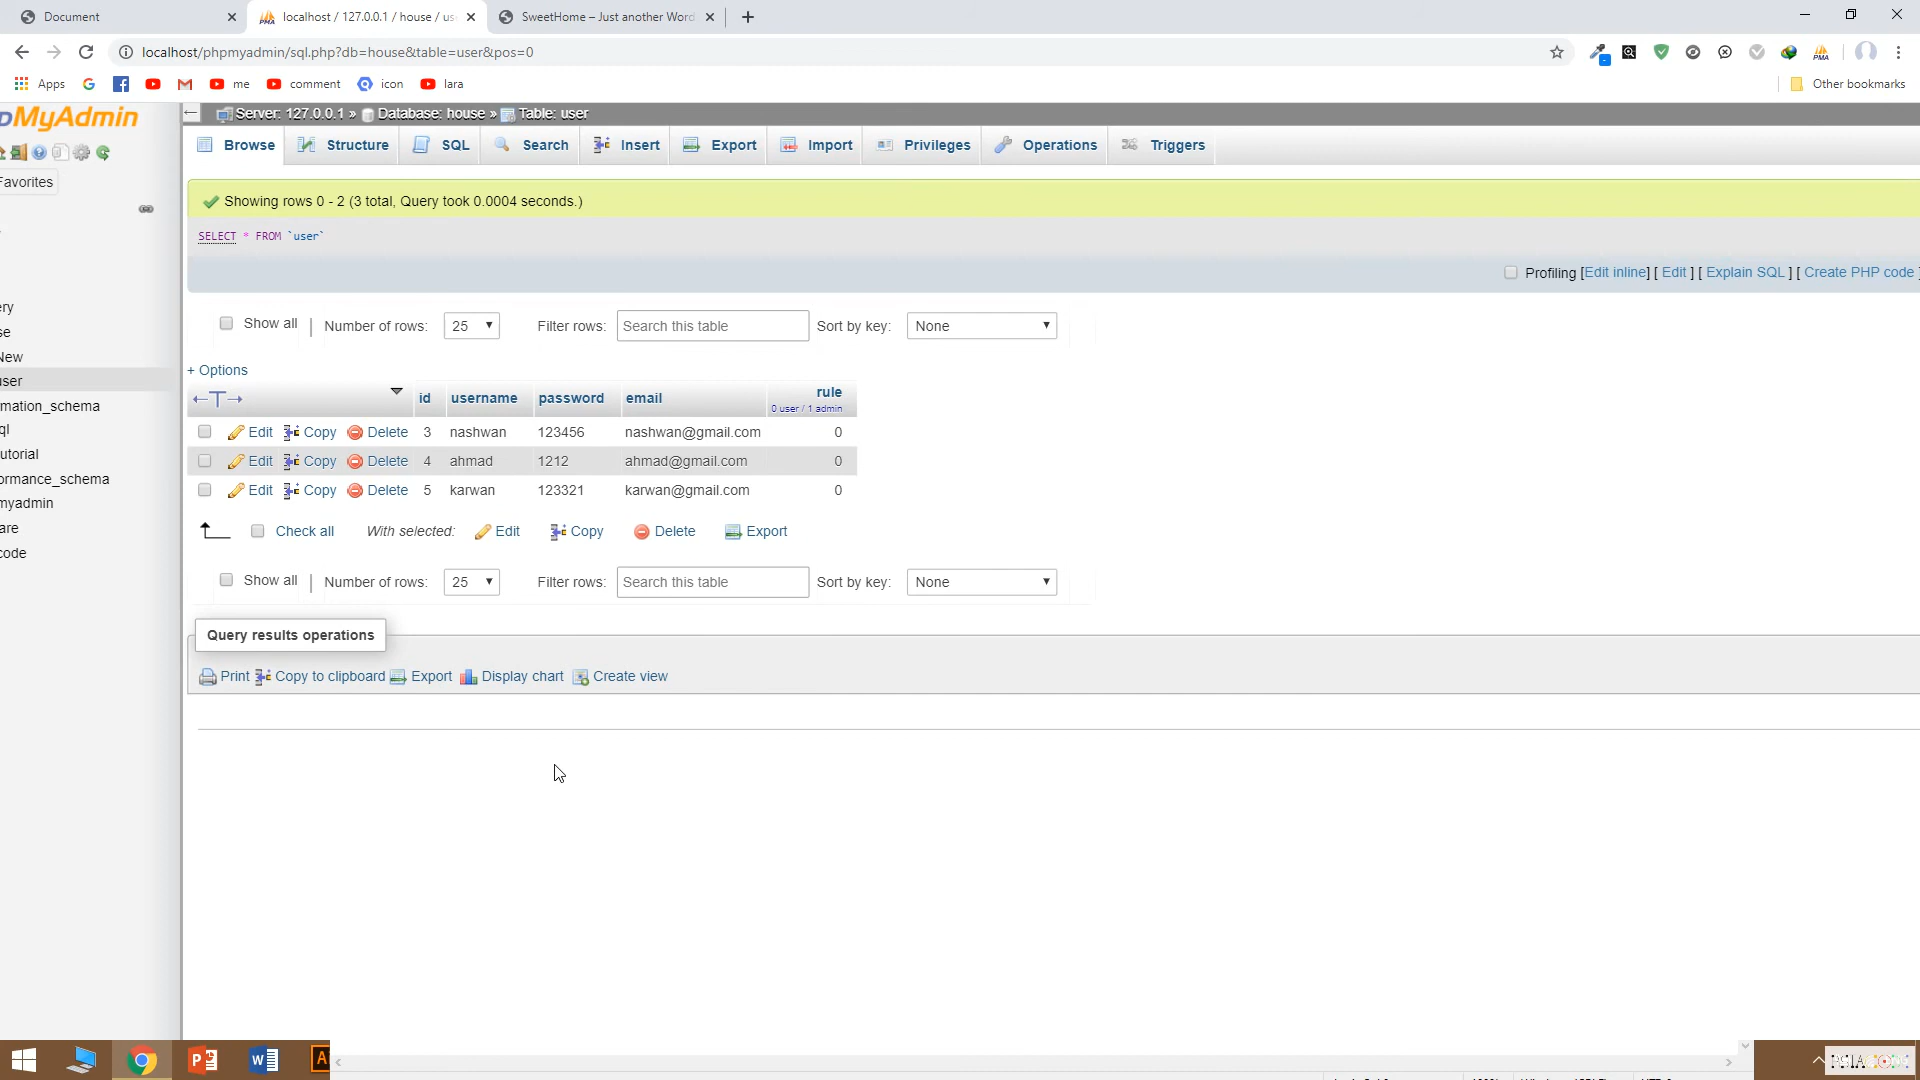 Document
localhost / 127.0.0.1 / house / us
SweetHome – Just another Word
localhost/phpmyadmin/sql.php?db=house&table=user&pos=0
Apps
me
comment
icon
lara
Other bookmarks
MyAdmin
Server: 127.0.0.1 » Database: house » Table: user
Browse
Structure
SQL
Search
Insert
Export
Import
Privileges
Operations
Triggers
Favorites
Showing rows 0 - 2 (3 total, Query took 0.0004 seconds.)
SELECT * FROM `user`
Profiling [Edit inline] [ Edit ] [ Explain SQL ] [ Create PHP code ]
Show all | Number of rows: 25 Filter rows: Search this table Sort by key: None
+ Options
id username password email rule
0 user / 1 admin
Edit Copy Delete 3 nashwan 123456 nashwan@gmail.com 0
Edit Copy Delete 4 ahmad 1212 ahmad@gmail.com 0
Edit Copy Delete 5 karwan 123321 karwan@gmail.com 0
Check all With selected: Edit Copy Delete Export
Show all | Number of rows: 25 Filter rows: Search this table Sort by key: None
Query results operations
Print Copy to clipboard Export Display chart Create view
ery
se
New
user
mation_schema
ql
utorial
ormance_schema
myadmin
are
code